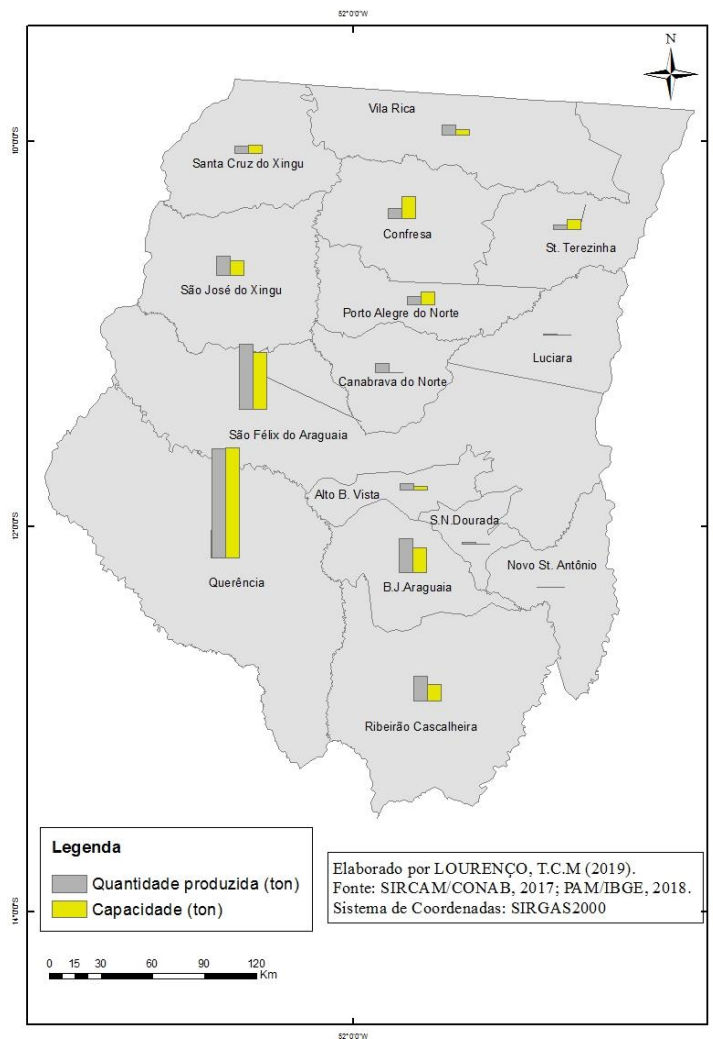 52°0'0"W
N
Vila Rica
10°0'0"S
Santa Cruz do Xingu
Confresa
St. Terezinha
São José do Xingu
Porto Alegre do Norte
Luciara
Canabrava do Norte
São Félix do Araguaia
Alto B. Vista
S.N.Dourada
12°0'0"S
Novo St. Antônio
Querência
B.J.Araguaia
Ribeirão Cascalheira
Legenda
Quantidade produzida (ton)
Capacidade (ton)
Elaborado por LOURENÇO, T.C.M (2019).
Fonte: SIRCAM/CONAB, 2017; PAM/IBGE, 2018.
Sistema de Coordenadas: SIRGAS2000
14°0'0"S
0 15 30 60 90 120
Km
52°0'0"W